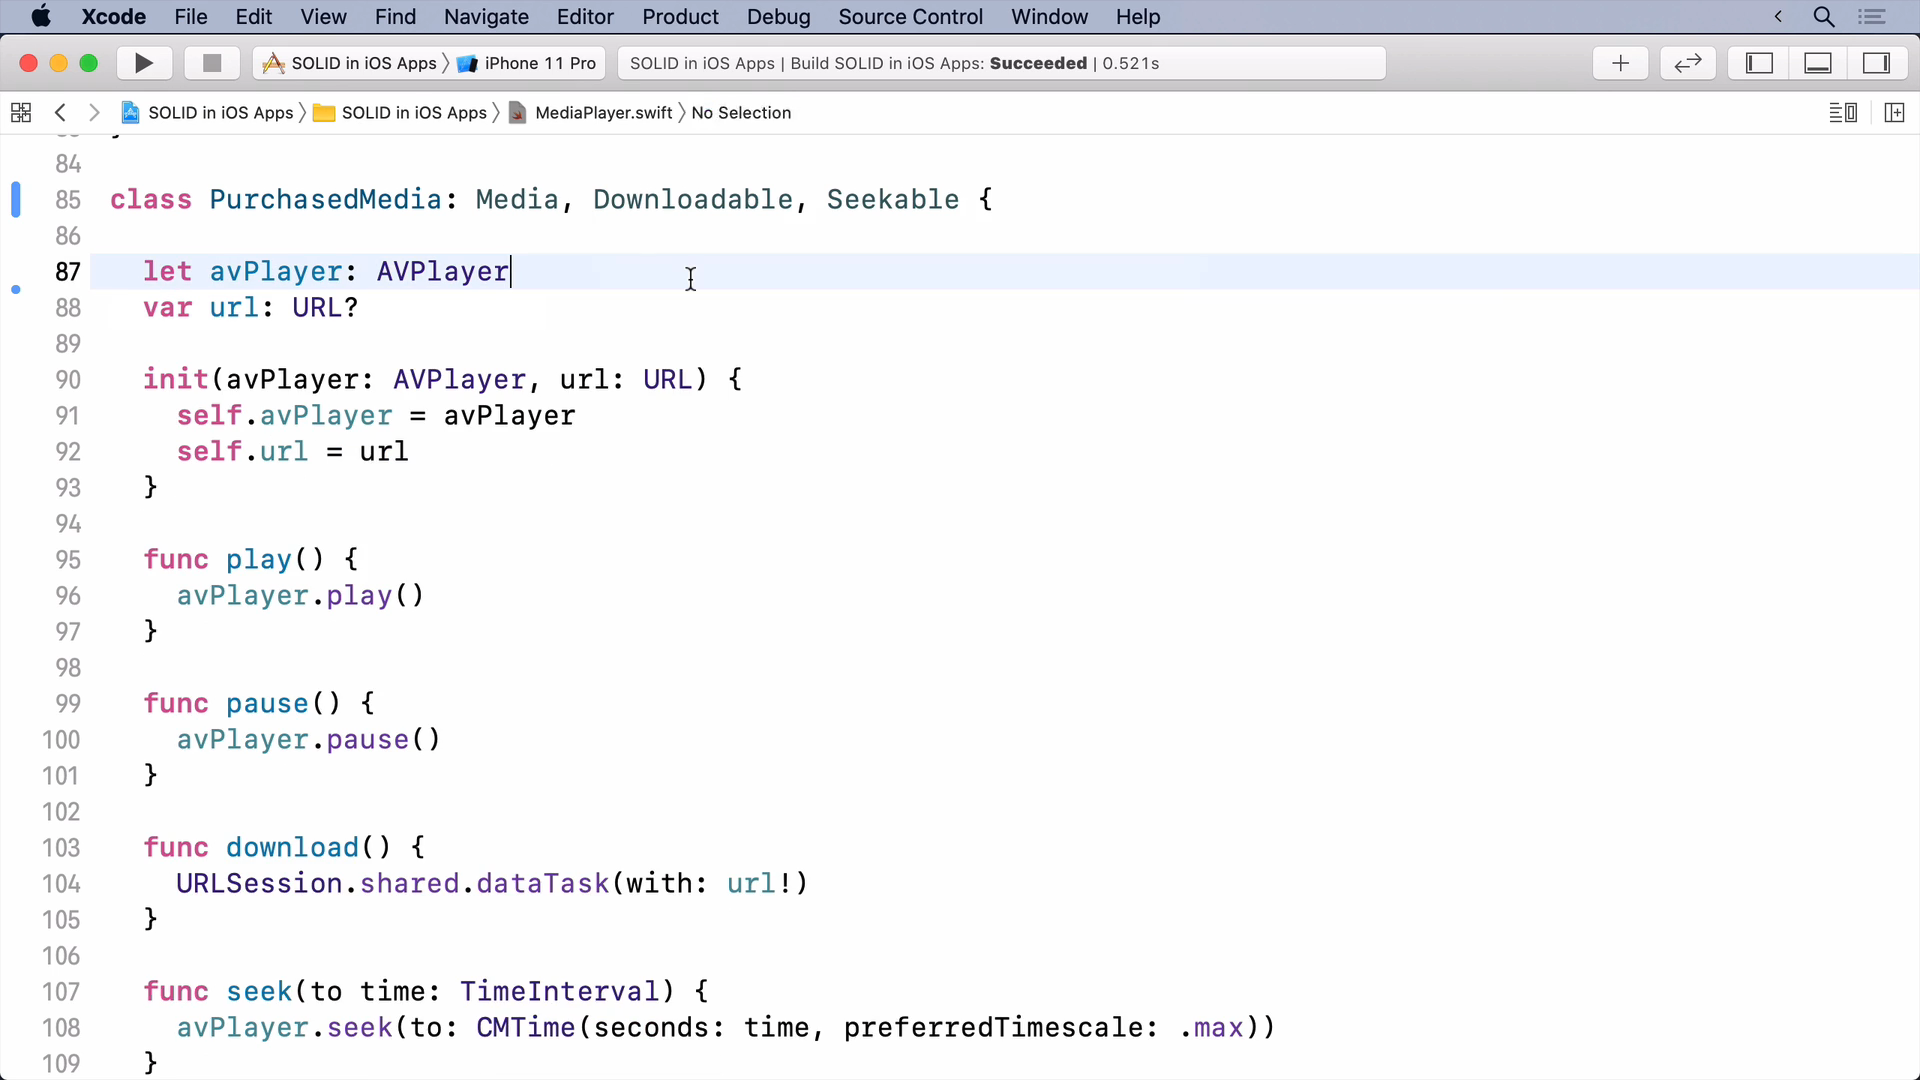 Xcode File Edit View Find Navigate Editor Product Debug Source Control Window Help
SOLID in iOS Apps iPhone 11 Pro SOLID in iOS Apps | Build SOLID in iOS Apps: Succeeded | 0.521s
SOLID in iOS Apps SOLID in iOS Apps MediaPlayer.swift No Selection
84
85 class PurchasedMedia: Media, Downloadable, Seekable {
86
87 let avPlayer: AVPlayer
88 var url: URL?
89
90 init(avPlayer: AVPlayer, url: URL) {
91 self.avPlayer = avPlayer
92 self.url = url
93 }
94
95 func play() {
96 avPlayer.play()
97 }
98
99 func pause() {
100 avPlayer.pause()
101 }
102
103 func download() {
104 URLSession.shared.dataTask(with: url!)
105 }
106
107 func seek(to time: TimeInterval) {
108 avPlayer.seek(to: CMTime(seconds: time, preferredTimescale: .max))
109 }